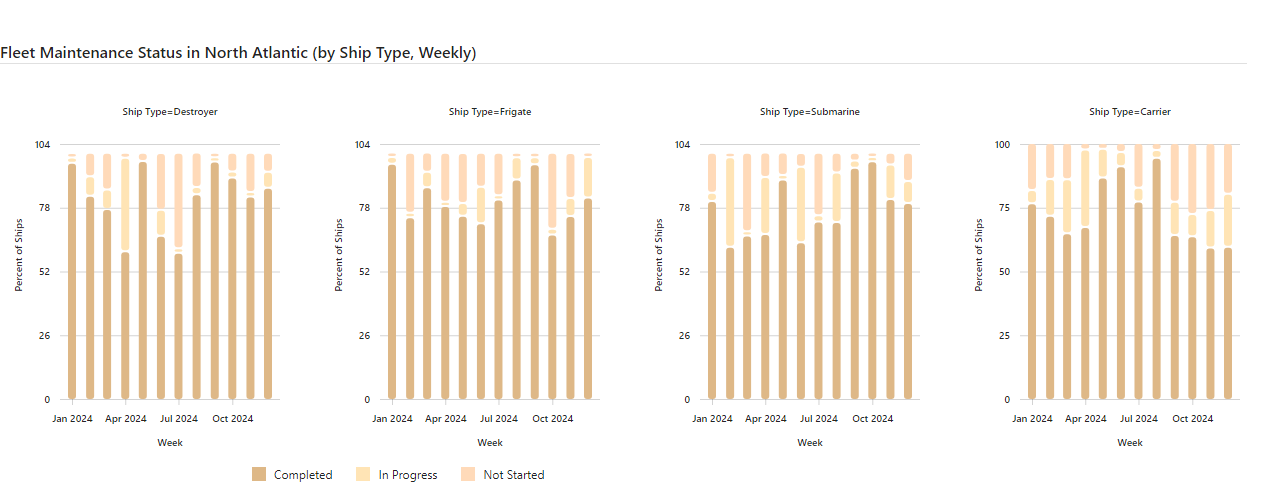 Fleet Maintenance Status in North Atlantic (by Ship Type, Weekly)
Ship Type=Destroyer
Percent of Ships
104
78
52
26
0
Jan 2024 Apr 2024 Jul 2024 Oct 2024
Week
Ship Type=Frigate
Percent of Ships
104
78
52
26
0
Jan 2024 Apr 2024 Jul 2024 Oct 2024
Week
Ship Type=Submarine
Percent of Ships
104
78
52
26
0
Jan 2024 Apr 2024 Jul 2024 Oct 2024
Week
Ship Type=Carrier
Percent of Ships
100
75
50
25
0
Jan 2024 Apr 2024 Jul 2024 Oct 2024
Week
Completed In Progress Not Started